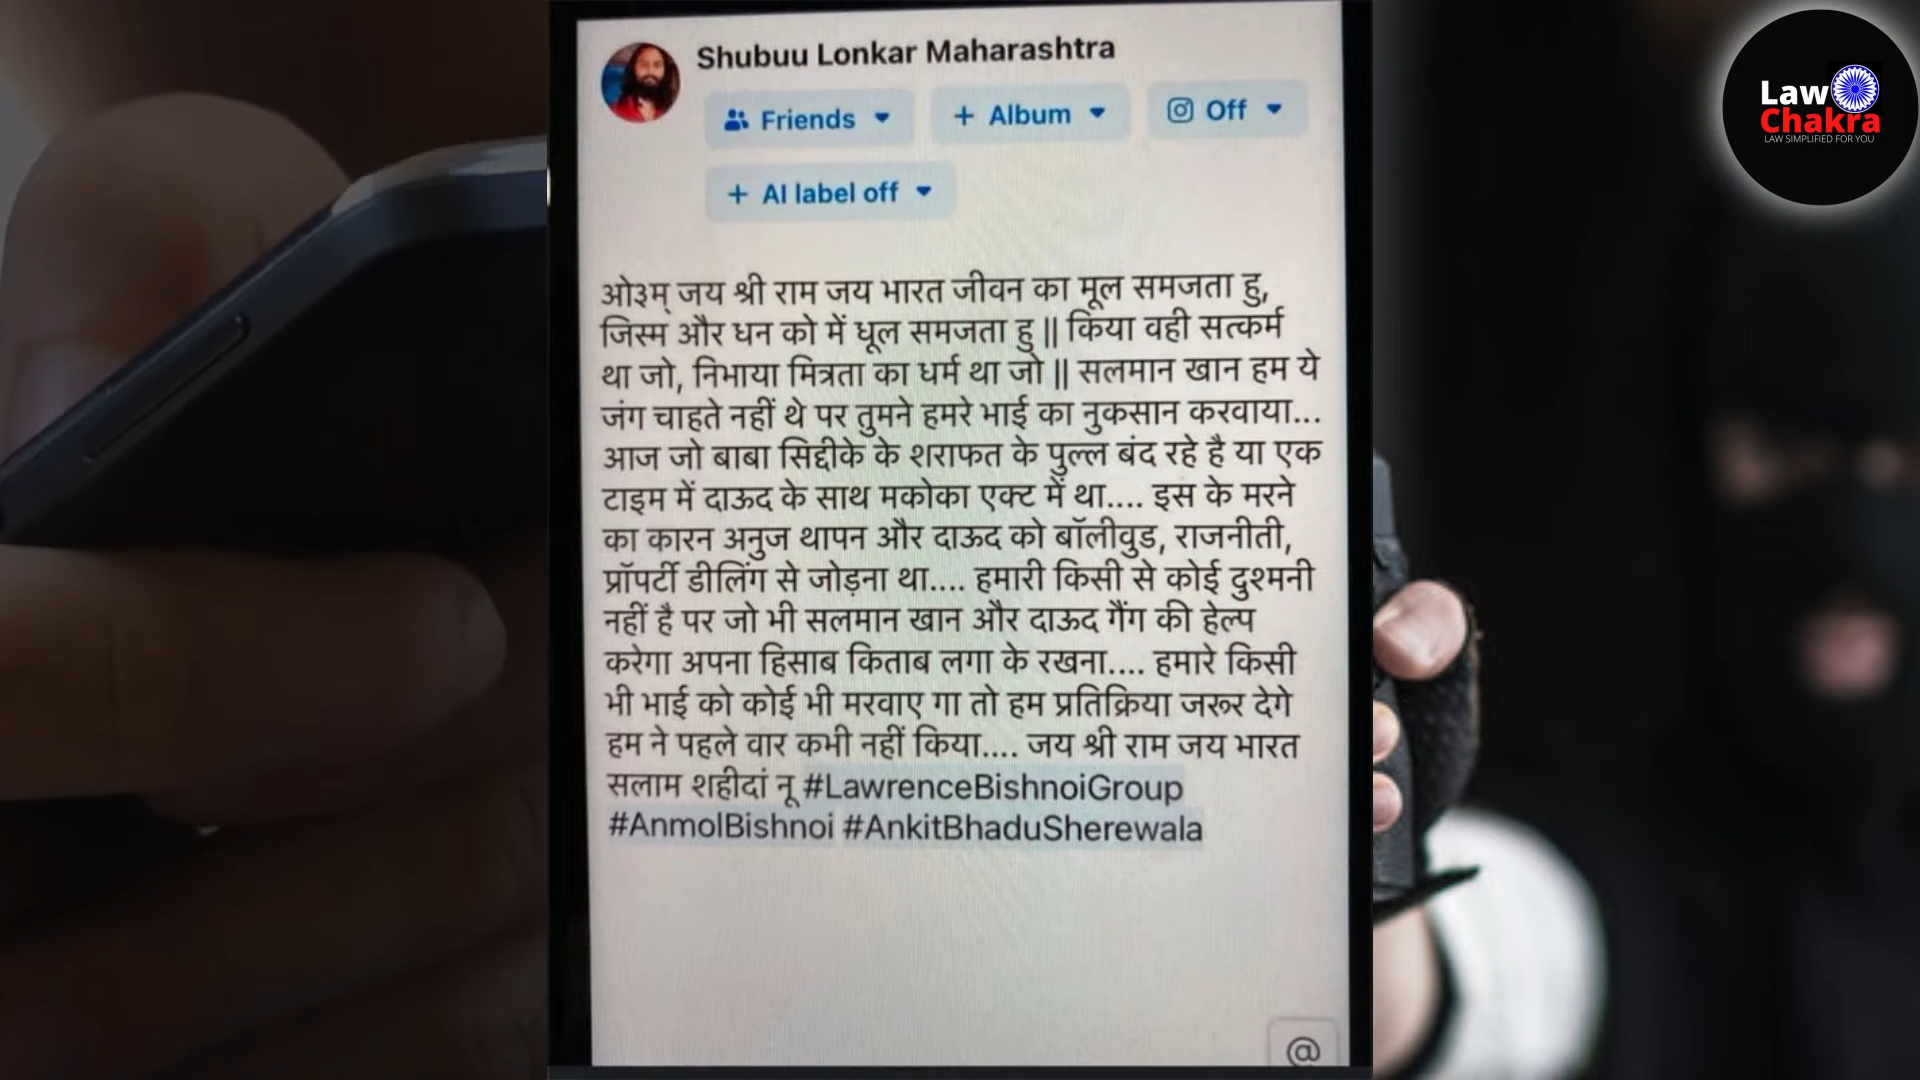 Shubuu Lonkar Maharashtra
Friends
+ Album
Off
+ AI label off
ओ३म् जय श्री राम जय भारत जीवन का मूल समजता हु,
जिस्म और धन को में धूल समजता हु || किया वही सत्कर्म
था जो, निभाया मित्रता का धर्म था जो || सलमान खान हम ये
जंग चाहते नहीं थे पर तुमने हमरे भाई का नुकसान करवाया...
आज जो बाबा सिद्दीके के शराफत के पुल्ल बंद रहे है या एक
टाइम में दाऊद के साथ मकोका एक्ट में था.... इस के मरने
का कारन अनुज थापन और दाऊद को बॉलीवुड, राजनीती,
प्रॉपर्टी डीलिंग से जोड़ना था.... हमारी किसी से कोई दुश्मनी
नहीं है पर जो भी सलमान खान और दाऊद गैंग की हेल्प
करेगा अपना हिसाब किताब लगा के रखना.... हमारे किसी
भी भाई को कोई भी मरवाए गा तो हम प्रतिक्रिया जरूर देगे
हम ने पहले वार कभी नहीं किया.... जय श्री राम जय भारत
सलाम शहीदां नू #LawrenceBishnoiGroup
#AnmolBishnoi #AnkitBhaduSherewala
@
Law
Chakra
LAW SIMPLIFIED FOR YOU